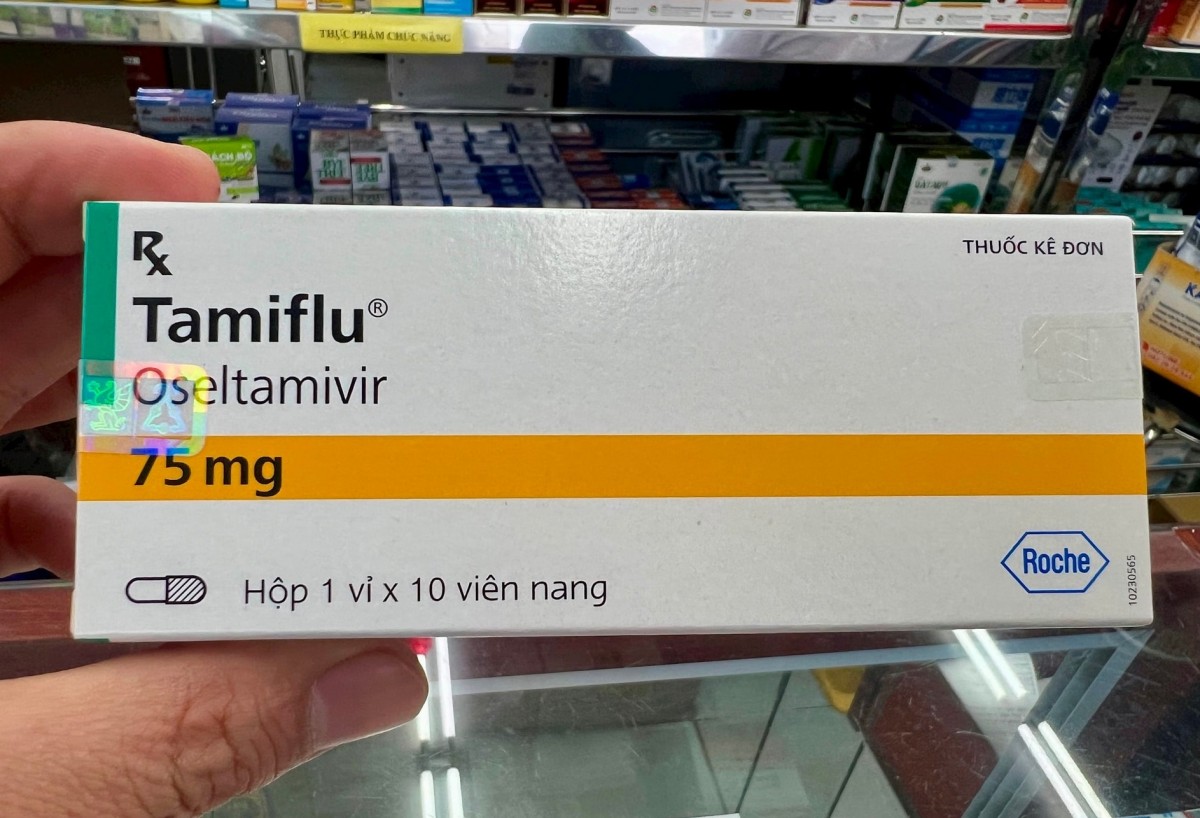 THỰC PHẨM CHỨC NĂNG
Rx
THUỐC KÊ ĐƠN
Tamiflu®
Oseltamivir
75 mg
Hộp 1 vỉ x 10 viên nang
Roche
10230565